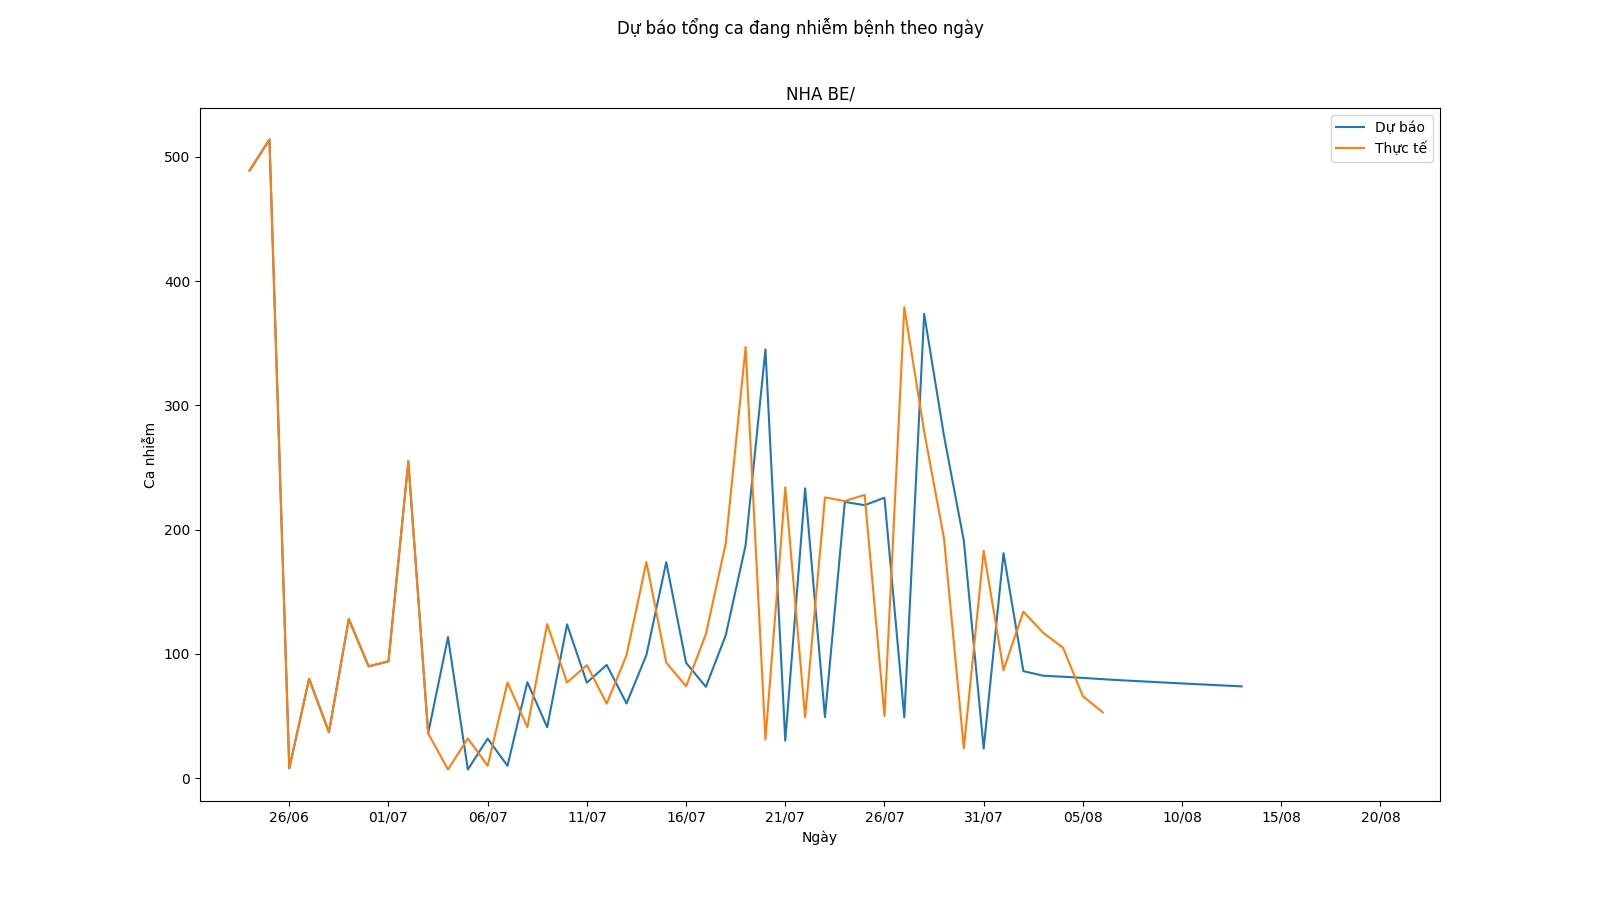 Dự báo tổng ca đang nhiễm bệnh theo ngày
NHA BE/
Dự báo
Thực tế
500
400
300
200
100
0
Ca nhiễm
26/06 01/07 06/07 11/07 16/07 21/07 26/07 31/07 05/08 10/08 15/08 20/08
Ngày